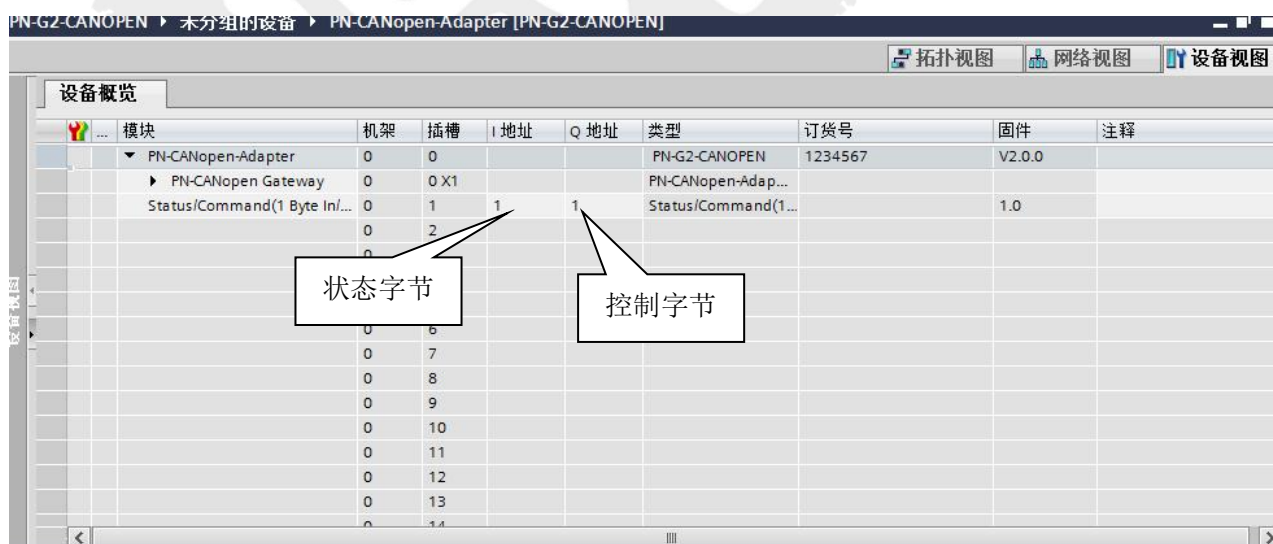 PN-G2-CANOPEN ▸ 未分组的设备 ▸ PN-CANopen-Adapter [PN-G2-CANOPEN]
拓扑视图 网络视图 设备视图
设备概览
... 模块 机架 插槽 I 地址 Q 地址 类型 订货号 固件 注释
PN-CANopen-Adapter 0 0 PN-G2-CANOPEN 1234567 V2.0.0
PN-CANopen Gateway 0 0 X1 PN-CANopen-Adap...
Status/Command(1 Byte In/... 0 1 1 1 Status/Command(1... 1.0
0 2
0
状态字节
控制字节
0 6
0 7
0 8
0 9
0 10
0 11
0 12
0 13
0 14
设备视图